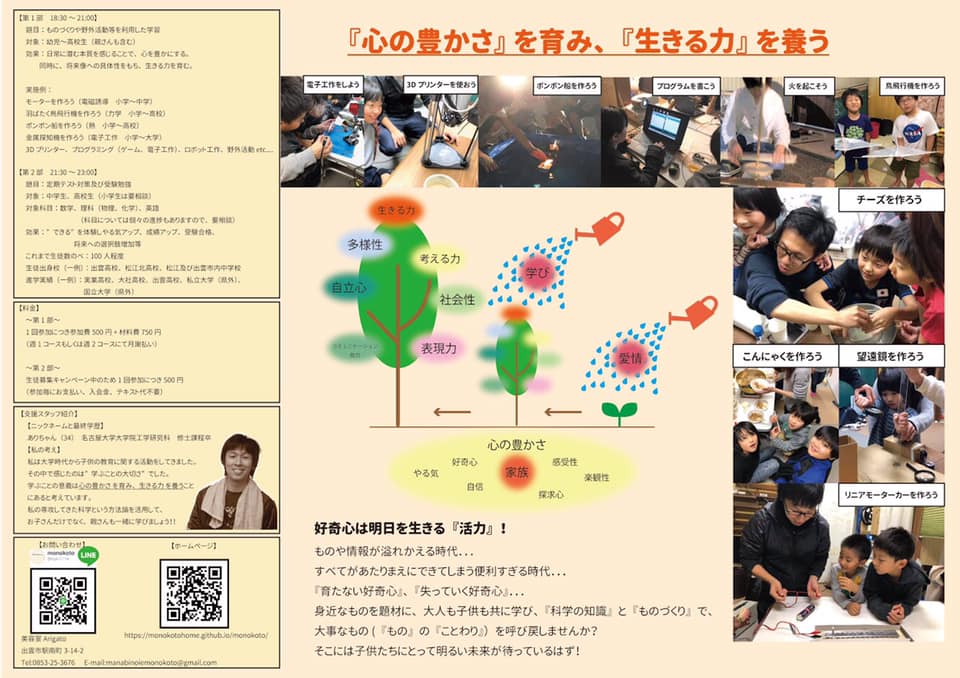 【第1部　18:30～21:00】
題目：ものづくりや野外活動等を利用した学習
対象：幼児～高校生（親さんも含む）
効果：日常に潜む本質を感じることで、心を豊かにする。
同時に、将来像への具体性をもち、生きる力を育む。
実施例：
モーターを作ろう（電磁誘導　小学～中学）
羽ばたく鳥飛行機を作ろう（力学　小学～高校）
ポンポン船を作ろう（熱　小学～高校）
金属探知機を作ろう（電子工作　小学～大学）
3Dプリンター、プログラミング（ゲーム、電子工作）、ロボット工作、野外活動 etc....
【第2部　21:30～23:00】
題目：定期テスト対策及び受験勉強
対象：中学生、高校生（小学生は要相談）
対象科目：数学、理科（物理、化学）、英語
（科目については個々の進捗もありますので、要相談）
効果："できる"を体験しやる気アップ、成績アップ、受験合格、
将来への選択肢増加等
これまで生徒数のべ：100人程度
生徒出身校（一例）：出雲高校、松江北高校、松江及び出雲市内中学校
進学実績（一例）：実業高校、大社高校、出雲高校、私立大学（県外）、
国立大学（県外）
【料金】
～第1部～
1回参加につき参加費500円+材料費750円
（週1コースもしくは週2コースにて月謝払い）
～第2部～
生徒募集キャンペーン中のため1回参加につき500円
（参加毎にお支払い、入会金、テキスト代不要）
【支援スタッフ紹介】
【ニックネームと最終学歴】
ありちゃん（34）　名古屋大学大学院工学研究科　修士課程卒
【私の考え】
私は大学時代から子供の教育に関する活動をしてきました。
その中で感じたのは"学ぶことの大切さ"でした。
学ぶことの意義は心の豊かさを育み、生きる力を養うこと
にあると考えています。
私の専攻してきた科学という方法論を活用して、
お子さんだけでなく、親さんも一緒に学びましょう！！
【お問い合わせ】
monokoto
LINE
【ホームページ】
https://monokotohome.github.io/monokoto/
美容室 Arigato
出雲市駅南町 3-14-2
Tel:0853-25-3676　E-mail:manabinoiemonokoto@gmail.com
『心の豊かさ』を育み、『生きる力』を養う
電子工作をしよう
3Dプリンターを使おう
ポンポン船を作ろう
プログラムを書こう
火を起こそう
鳥飛行機を作ろう
NASA
チーズを作ろう
こんにゃくを作ろう
望遠鏡を作ろう
リニアモーターカーを作ろう
生きる力
多様性
考える力
自立心
社会性
コミュニケーション
能力
表現力
学び
愛情
心の豊かさ
やる気
好奇心
自信
家族
感受性
探求心
楽観性
好奇心は明日を生きる『活力』！
ものや情報が溢れかえる時代...
すべてがあたりまえにできてしまう便利すぎる時代...
『育たない好奇心』、『失っていく好奇心』...
身近なものを題材に、大人も子供も共に学び、『科学の知識』と『ものづくり』で、
大事なもの（『もの』の『ことわり』）を呼び戻しませんか？
そこには子供たちにとって明るい未来が待っているはず！